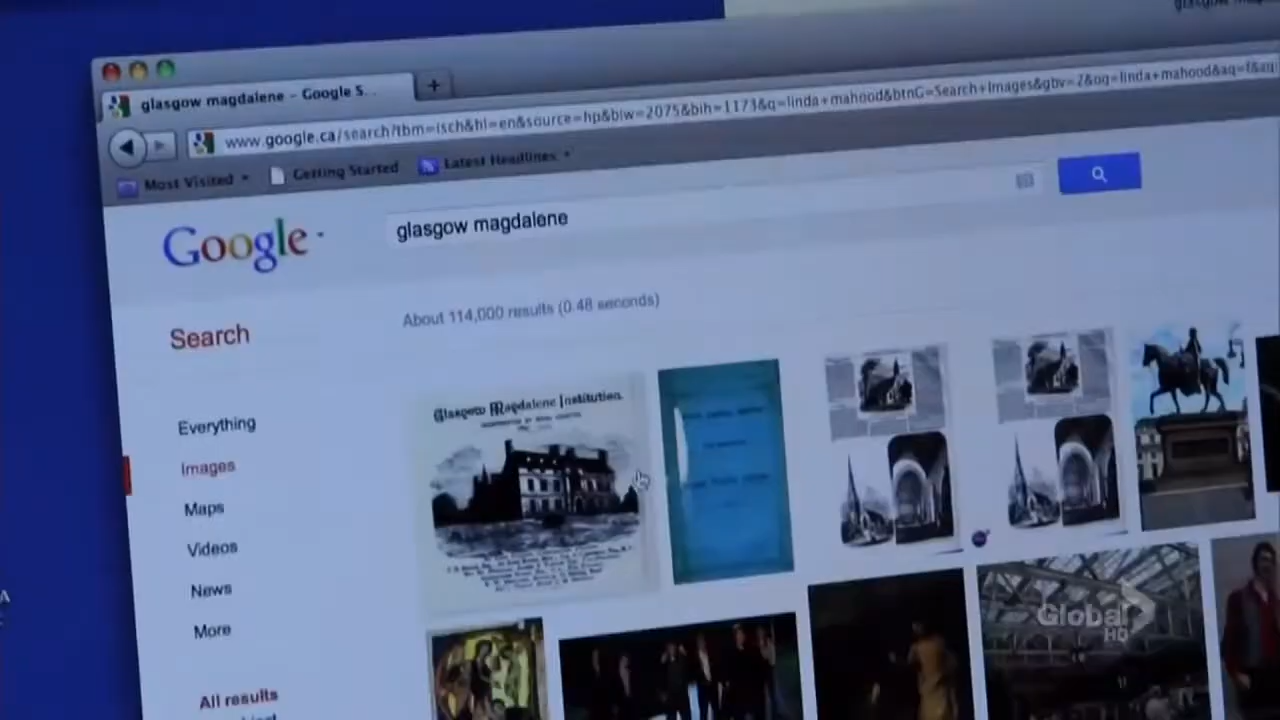 glasgow magdalene - Google S...
www.google.ca/search?tbm=isch&hl=en&source=hp&biw=2075&bih=1173&q=linda+mahood&btnG=Search+Images&gbv=2&oq=linda+mahood&aq=f&aqi
Most Visited
Getting Started
Latest Headlines
Google
glasgow magdalene
About 114,000 results (0.48 seconds)
Search
Everything
Images
Maps
Videos
News
More
All results
Glasgow Magdalene Institution.
Global
HD